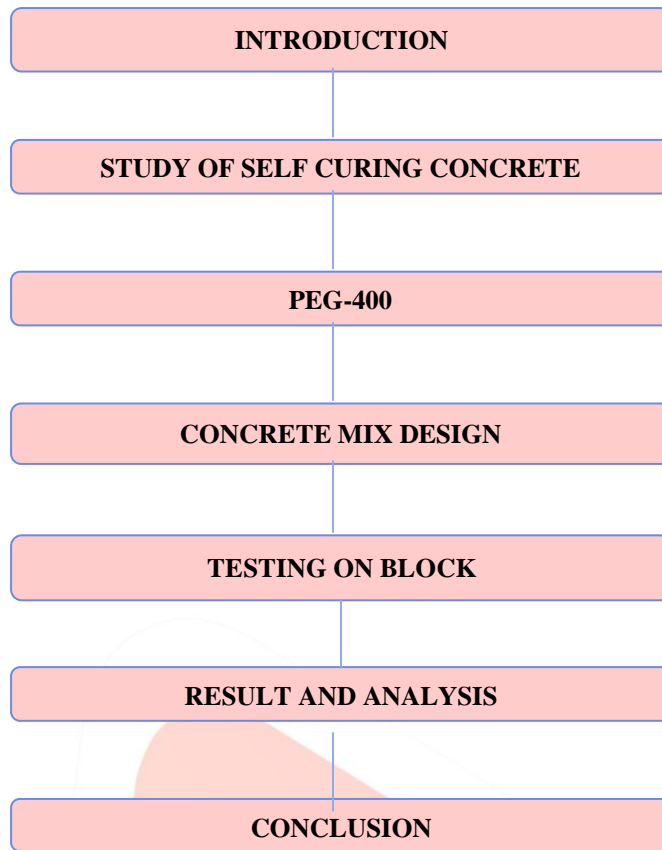 INTRODUCTION
STUDY OF SELF CURING CONCRETE
PEG-400
CONCRETE MIX DESIGN
TESTING ON BLOCK
RESULT AND ANALYSIS
CONCLUSION